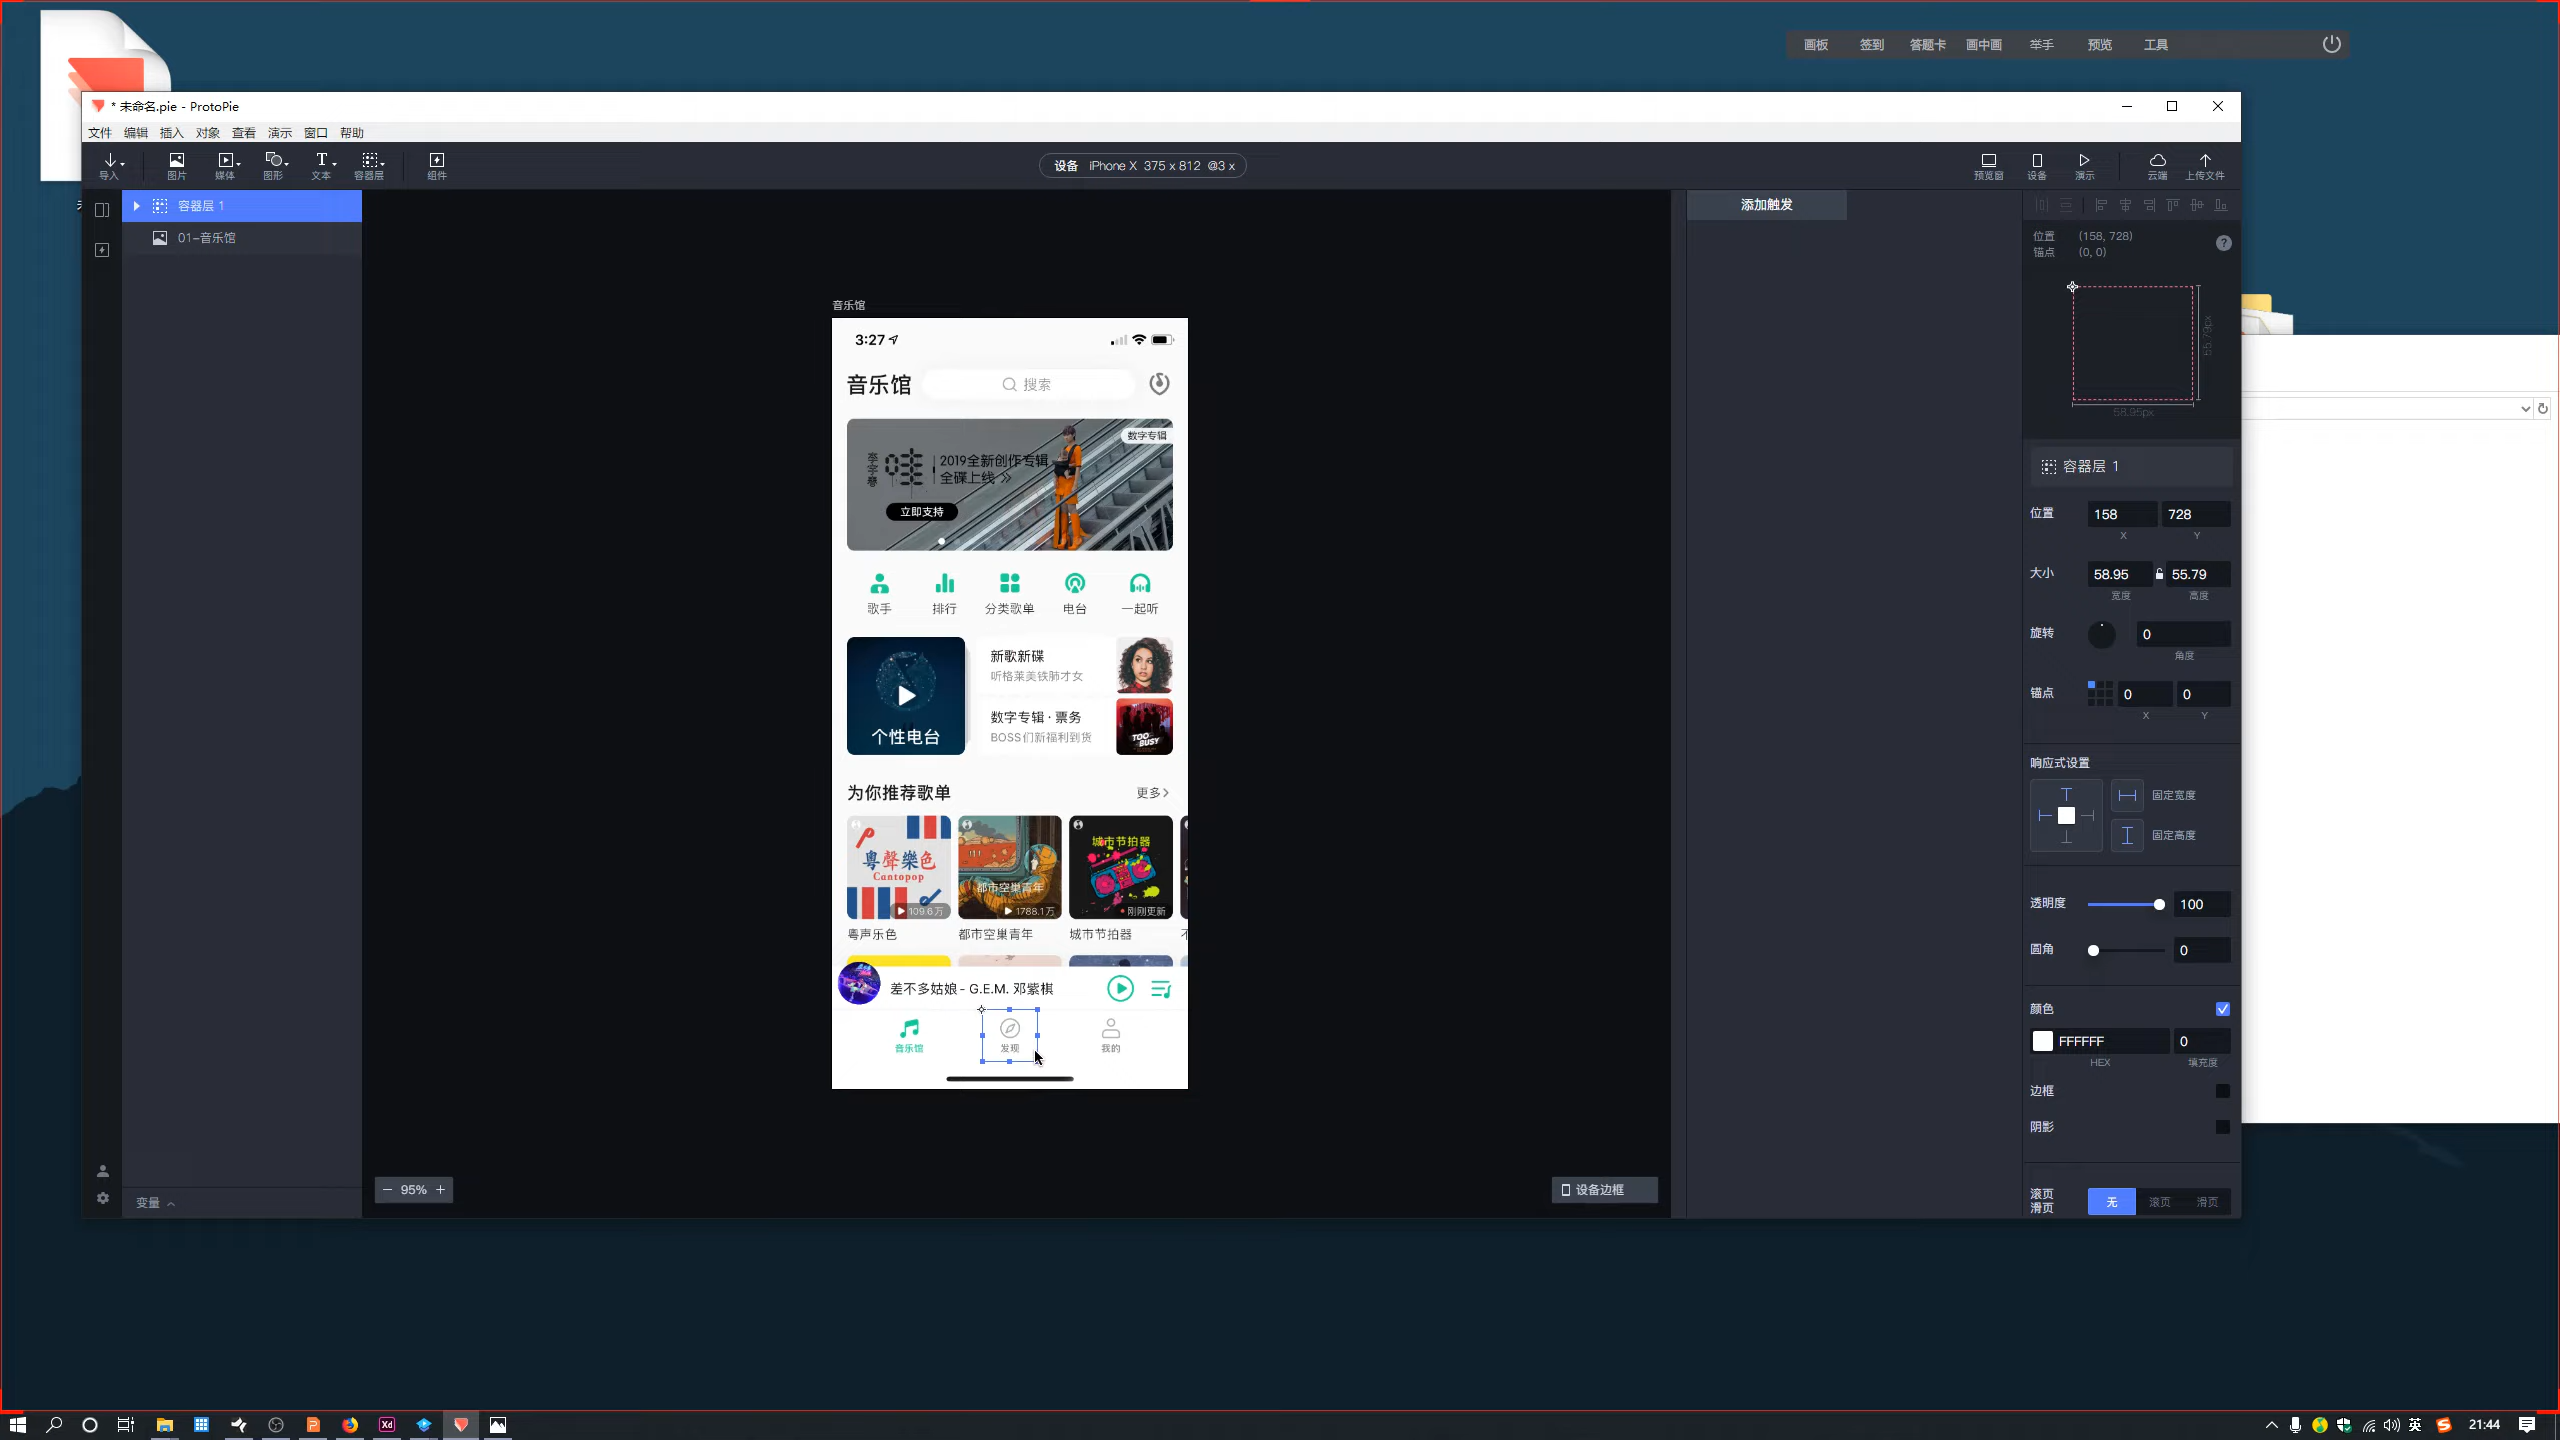 画板 签到 答题卡 画中画 举手 预览 工具
* 未命名.pie - ProtoPie
文件 编辑 插入 对象 查看 演示 窗口 帮助
导入 图片 媒体 图形 文本 容器层 组件
设备 iPhone X 375 x 812 @3 x
预览窗 设备 演示 云端 上传文件
容器层 1
01-音乐馆
变量
95%
设备边框
音乐馆
3:27
音乐馆
搜索
数字专辑
2019全新创作专辑
全碟上线
立即支持
歌手 排行 分类歌单 电台 一起听
个性电台
新歌新碟
听格莱美铁肺才女
数字专辑 · 票务
BOSS们新福利到货
TOO BUSY
为你推荐歌单
更多
粤聲樂色
Cantopop
109.6万
都市空巢青年
1788.1万
城市节拍器
刚刚更新
粤声乐色 都市空巢青年 城市节拍器
差不多姑娘 - G.E.M. 邓紫棋
音乐馆 发现 我的
添加触发
位置 (158, 728)
锚点 (0, 0)
?
55.79px
58.95px
容器层 1
位置 158 728
X Y
大小 58.95 55.79
宽度 高度
旋转 0
角度
锚点 0 0
X Y
响应式设置
固定宽度
固定高度
透明度 100
圆角 0
颜色
FFFFFF 0
HEX 填充度
边框
阴影
滚页
滑页
无 滚页 滑页
Xd
英
21:44